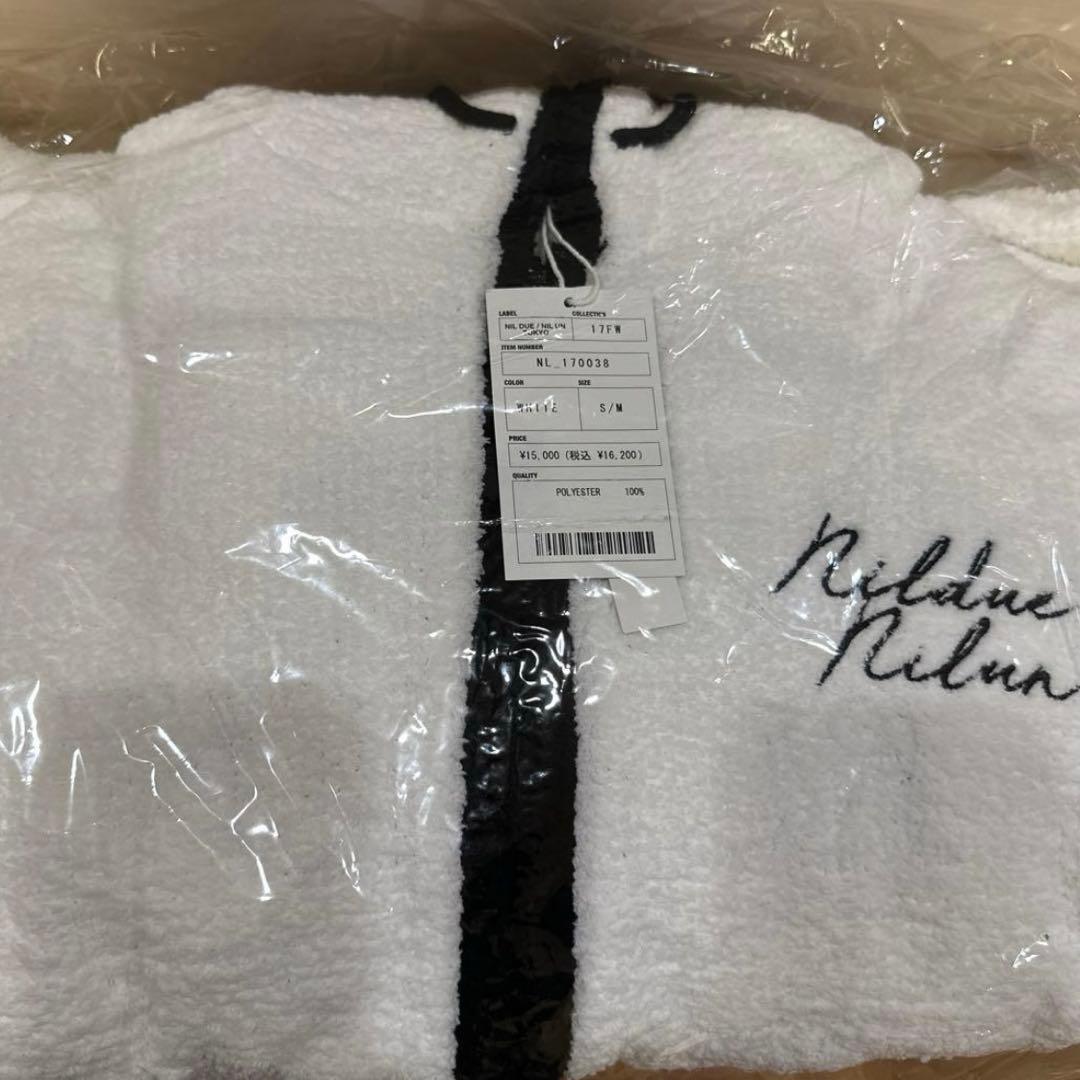 LABEL COLLECTION'S
NIL DUE / NIL UN TOKYO 17FW
ITEM NUMBER
NL_170038
COLOR SIZE
WHITE S/M
PRICE
¥15,000 (税込 ¥16,200)
QUALITY
POLYESTER 100%
Nildue
Nilun